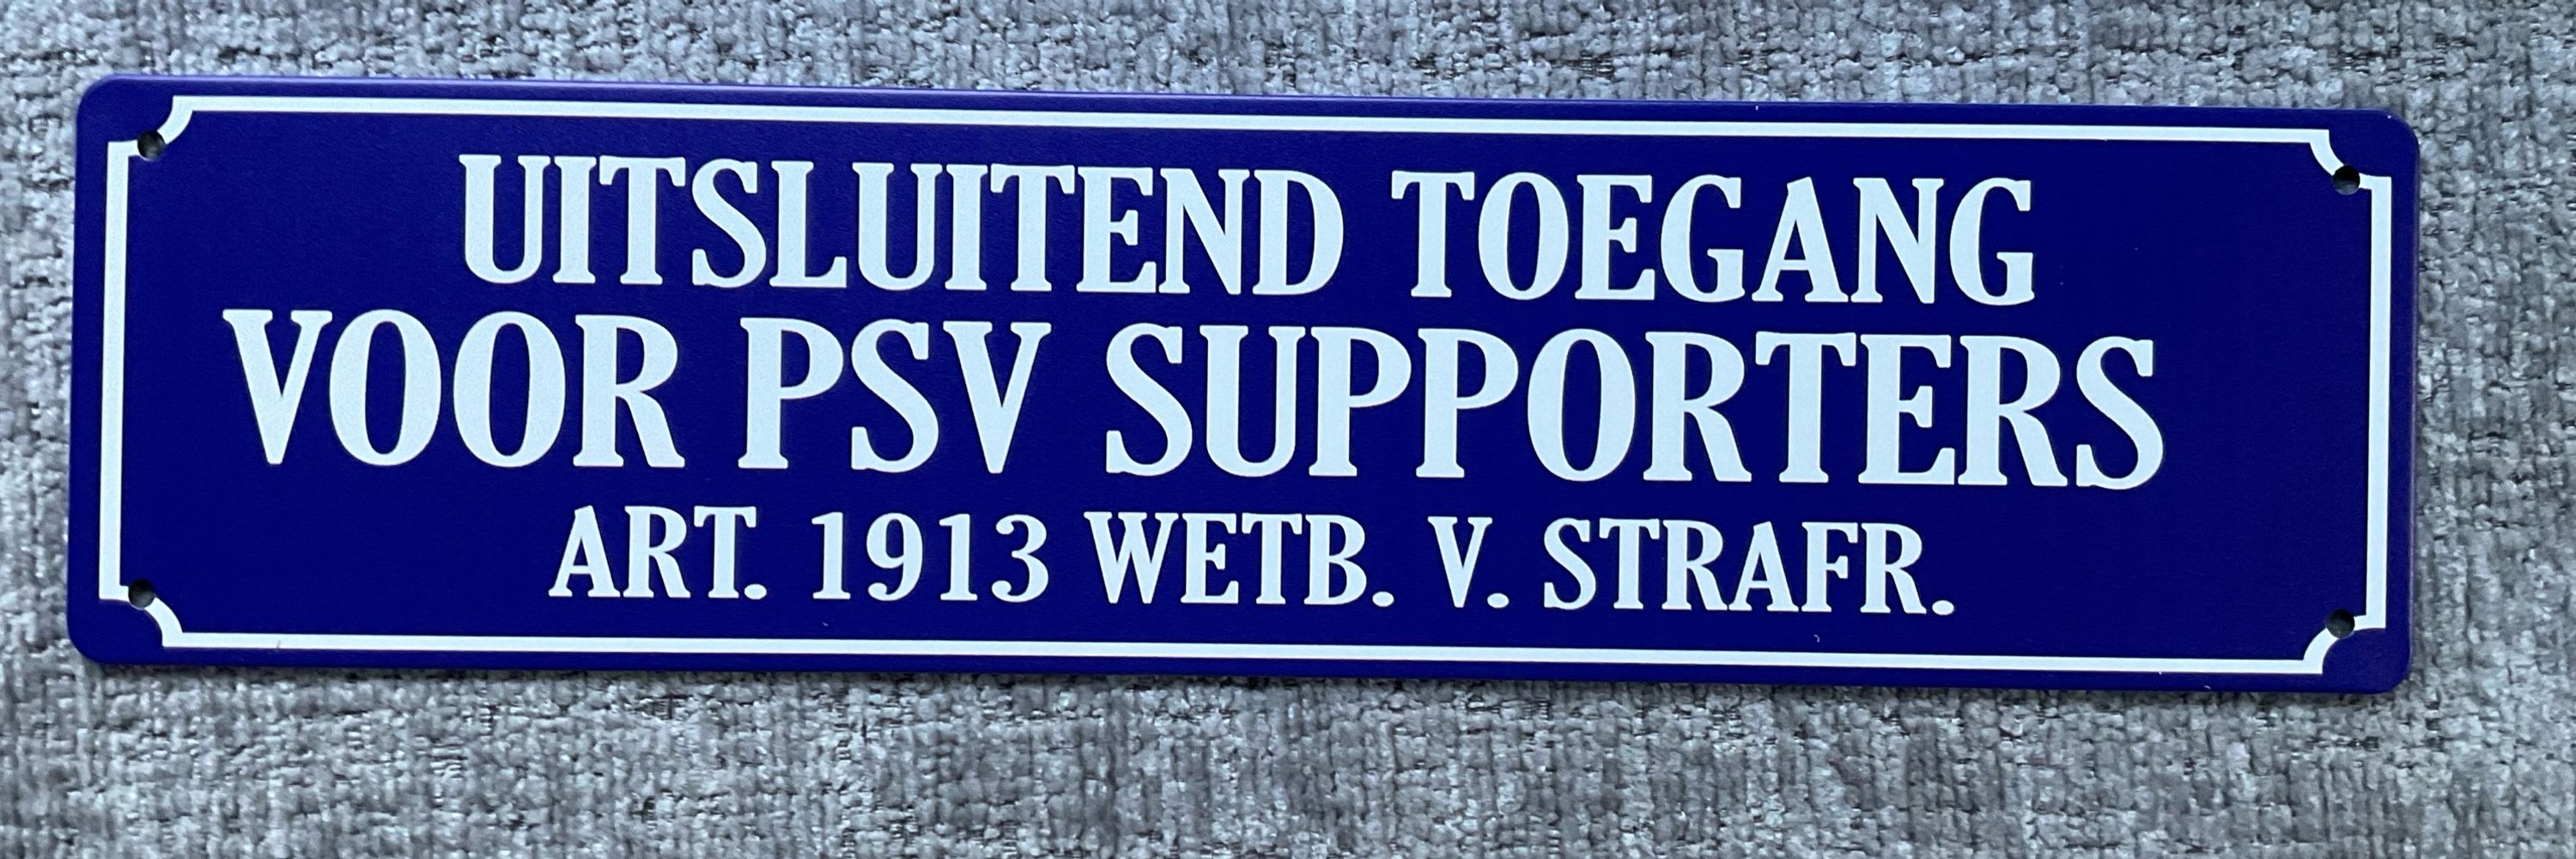 UITSLUITEND TOEGANG
VOOR PSV SUPPORTERS
ART. 1913 WETB. V. STRAFR.